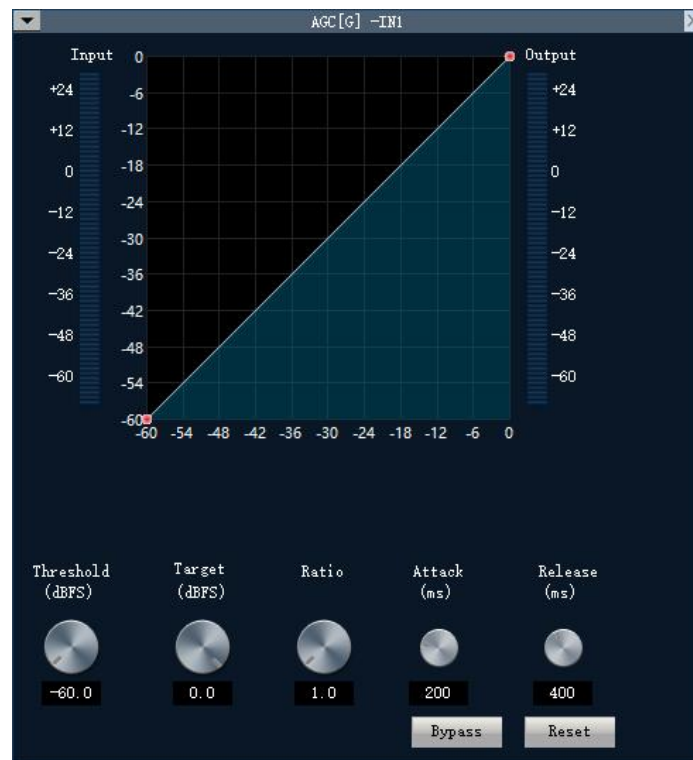 AGC[G] -IN1
Input
Output
+24
+12
0
-12
-24
-36
-48
-60
0
-6
-12
-18
-24
-30
-36
-42
-48
-54
-60
-60 -54 -48 -42 -36 -30 -24 -18 -12 -6 0
+24
+12
0
-12
-24
-36
-48
-60
Threshold
(dBFS)
Target
(dBFS)
Ratio
Attack
(ms)
Release
(ms)
-60.0
0.0
1.0
200
400
Bypass
Reset